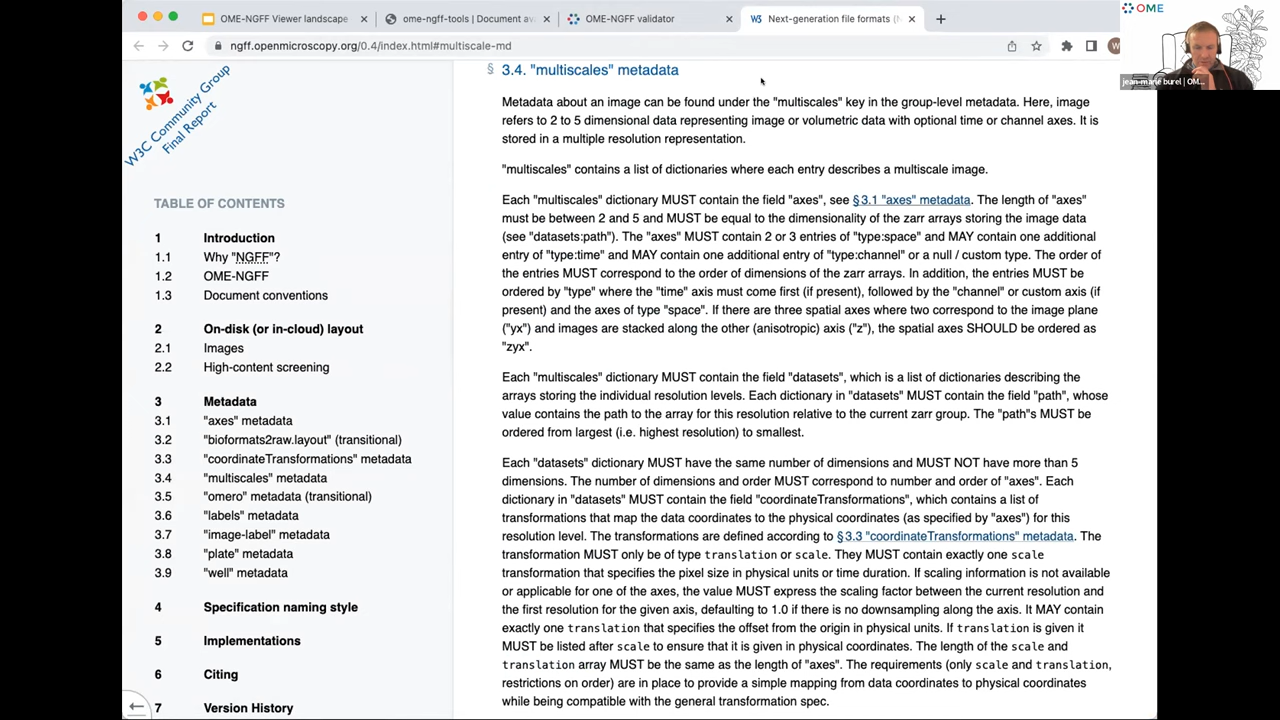 OME-NGFF Viewer landscape
ome-ngff-tools | Document av
OME-NGFF validator
Next-generation file formats (N
ngff.openmicroscopy.org/0.4/index.html#multiscale-md
OME
jean-marie burel | OM...
W3C Community Group
Final Report
TABLE OF CONTENTS
1 Introduction
1.1 Why "NGFF"?
1.2 OME-NGFF
1.3 Document conventions
2 On-disk (or in-cloud) layout
2.1 Images
2.2 High-content screening
3 Metadata
3.1 "axes" metadata
3.2 "bioformats2raw.layout" (transitional)
3.3 "coordinateTransformations" metadata
3.4 "multiscales" metadata
3.5 "omero" metadata (transitional)
3.6 "labels" metadata
3.7 "image-label" metadata
3.8 "plate" metadata
3.9 "well" metadata
4 Specification naming style
5 Implementations
6 Citing
7 Version History
§ 3.4. "multiscales" metadata
Metadata about an image can be found under the "multiscales" key in the group-level metadata. Here, image
refers to 2 to 5 dimensional data representing image or volumetric data with optional time or channel axes. It is
stored in a multiple resolution representation.
"multiscales" contains a list of dictionaries where each entry describes a multiscale image.
Each "multiscales" dictionary MUST contain the field "axes", see § 3.1 "axes" metadata. The length of "axes"
must be between 2 and 5 and MUST be equal to the dimensionality of the zarr arrays storing the image data
(see "datasets:path"). The "axes" MUST contain 2 or 3 entries of "type:space" and MAY contain one additional
entry of "type:time" and MAY contain one additional entry of "type:channel" or a null / custom type. The order of
the entries MUST correspond to the order of dimensions of the zarr arrays. In addition, the entries MUST be
ordered by "type" where the "time" axis must come first (if present), followed by the "channel" or custom axis (if
present) and the axes of type "space". If there are three spatial axes where two correspond to the image plane
("yx") and images are stacked along the other (anisotropic) axis ("z"), the spatial axes SHOULD be ordered as
"zyx".
Each "multiscales" dictionary MUST contain the field "datasets", which is a list of dictionaries describing the
arrays storing the individual resolution levels. Each dictionary in "datasets" MUST contain the field "path", whose
value contains the path to the array for this resolution relative to the current zarr group. The "path"s MUST be
ordered from largest (i.e. highest resolution) to smallest.
Each "datasets" dictionary MUST have the same number of dimensions and MUST NOT have more than 5
dimensions. The number of dimensions and order MUST correspond to number and order of "axes". Each
dictionary in "datasets" MUST contain the field "coordinateTransformations", which contains a list of
transformations that map the data coordinates to the physical coordinates (as specified by "axes") for this
resolution level. The transformations are defined according to § 3.3 "coordinateTransformations" metadata. The
transformation MUST only be of type translation or scale. They MUST contain exactly one scale
transformation that specifies the pixel size in physical units or time duration. If scaling information is not available
or applicable for one of the axes, the value MUST express the scaling factor between the current resolution and
the first resolution for the given axis, defaulting to 1.0 if there is no downsampling along the axis. It MAY contain
exactly one translation that specifies the offset from the origin in physical units. If translation is given it
MUST be listed after scale to ensure that it is given in physical coordinates. The length of the scale and
translation array MUST be the same as the length of "axes". The requirements (only scale and translation,
restrictions on order) are in place to provide a simple mapping from data coordinates to physical coordinates
while being compatible with the general transformation spec.